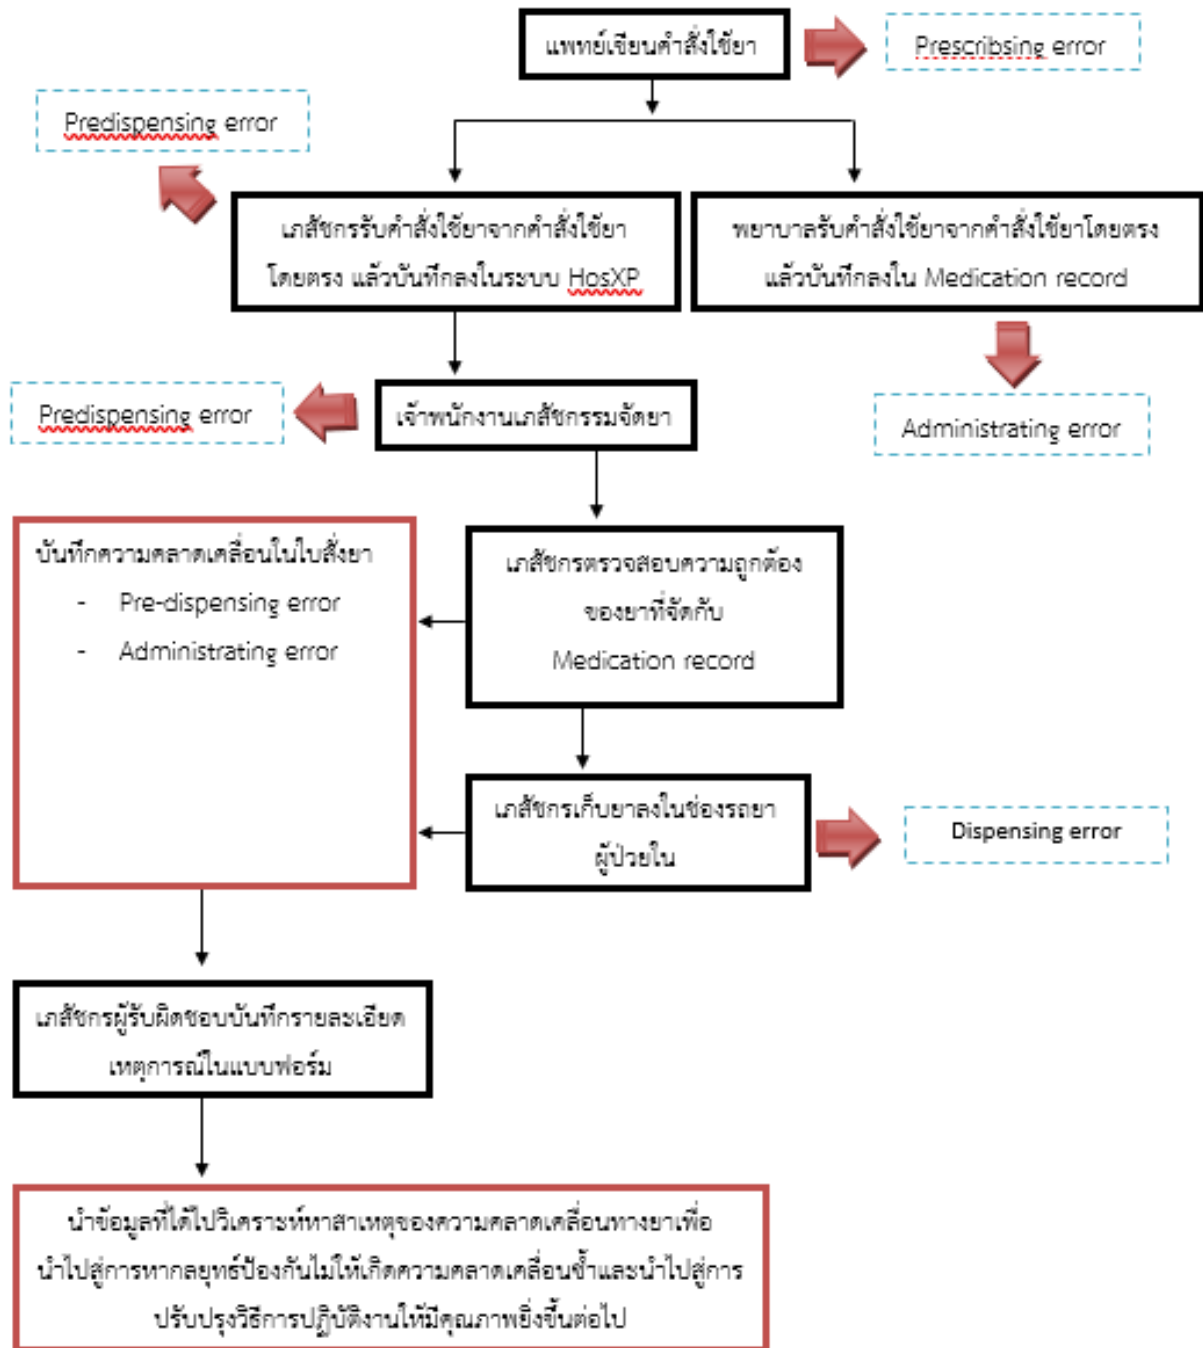 แพทย์เขียนคำสั่งใช้ยา
Prescribsing error
Predispensing error
เภสัชกรรับคำสั่งใช้ยาจากคำสั่งใช้ยา
โดยตรง แล้วบันทึกลงในระบบ HosXP
พยาบาลรับคำสั่งใช้ยาจากคำสั่งใช้ยาโดยตรง
แล้วบันทึกลงใน Medication record
Predispensing error
เจ้าพนักงานเภสัชกรรมจัดยา
Administrating error
บันทึกความคลาดเคลื่อนในใบสั่งยา
- Pre-dispensing error
- Administrating error
เภสัชกรตรวจสอบความถูกต้อง
ของยาที่จัดกับ
Medication record
เภสัชกรเก็บยาลงในช่องรถยา
ผู้ป่วยใน
Dispensing error
เภสัชกรผู้รับผิดชอบบันทึกรายละเอียด
เหตุการณ์ในแบบฟอร์ม
นำข้อมูลที่ได้ไปวิเคราะห์หาสาเหตุของความคลาดเคลื่อนทางยาเพื่อ
นำไปสู่การหากลยุทธ์ป้องกันไม่ให้เกิดความคลาดเคลื่อนซ้ำและนำไปสู่การ
ปรับปรุงวิธีการปฏิบัติงานให้มีคุณภาพยิ่งขึ้นต่อไป